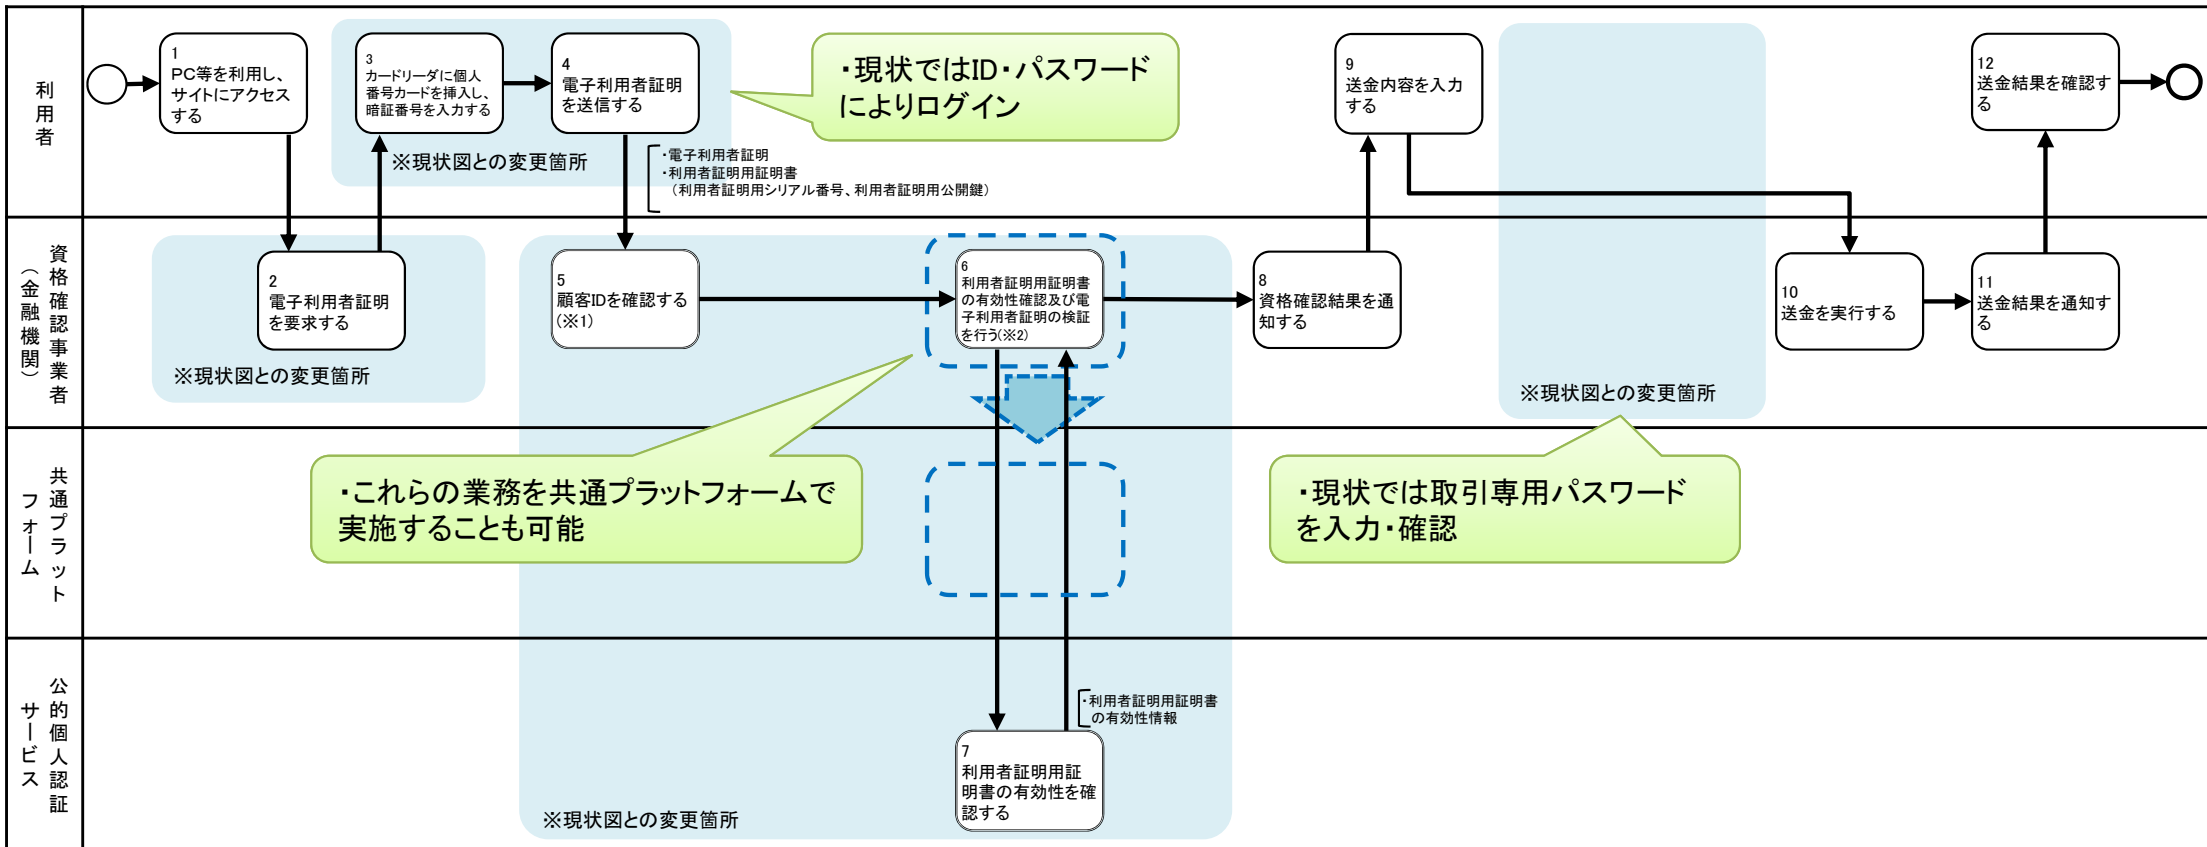 利用者
1
PC等を利用し、
サイトにアクセス
する
3
カードリーダに個人
番号カードを挿入し、
暗証番号を入力する
4
電子利用者証明
を送信する
※現状図との変更箇所
・現状ではID・パスワード
によりログイン
・電子利用者証明
・利用者証明用証明書
（利用者証明用シリアル番号、利用者証明用公開鍵）
9
送金内容を入力
する
12
送金結果を確認す
る
資格確認事業者
（金融機関）
2
電子利用者証明
を要求する
※現状図との変更箇所
5
顧客IDを確認する
(※1)
6
利用者証明用証明書
の有効性確認及び電
子利用者証明の検証
を行う(※2)
8
資格確認結果を通
知する
10
送金を実行する
11
送金結果を通知す
る
※現状図との変更箇所
共通プラット
フォーム
・これらの業務を共通プラットフォームで
実施することも可能
・現状では取引専用パスワード
を入力・確認
公的個人認証
サービス
・利用者証明用証明書
の有効性情報
7
利用者証明用証
明書の有効性を確
認する
※現状図との変更箇所